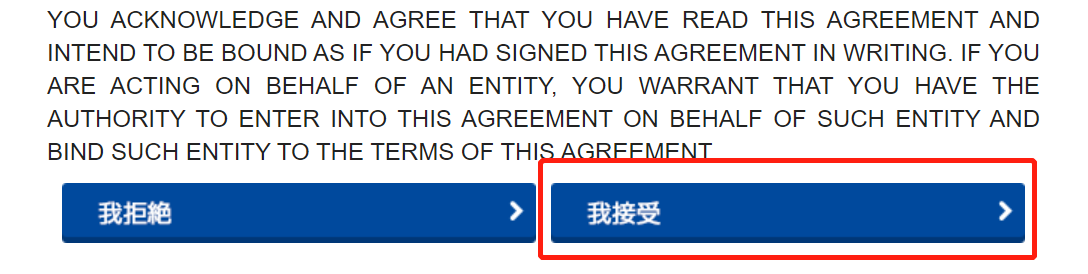 YOU ACKNOWLEDGE AND AGREE THAT YOU HAVE READ THIS AGREEMENT AND
INTEND TO BE BOUND AS IF YOU HAD SIGNED THIS AGREEMENT IN WRITING. IF YOU
ARE ACTING ON BEHALF OF AN ENTITY, YOU WARRANT THAT YOU HAVE THE
AUTHORITY TO ENTER INTO THIS AGREEMENT ON BEHALF OF SUCH ENTITY AND
BIND SUCH ENTITY TO THE TERMS OF THIS AGREEMENT
我拒絕 我接受